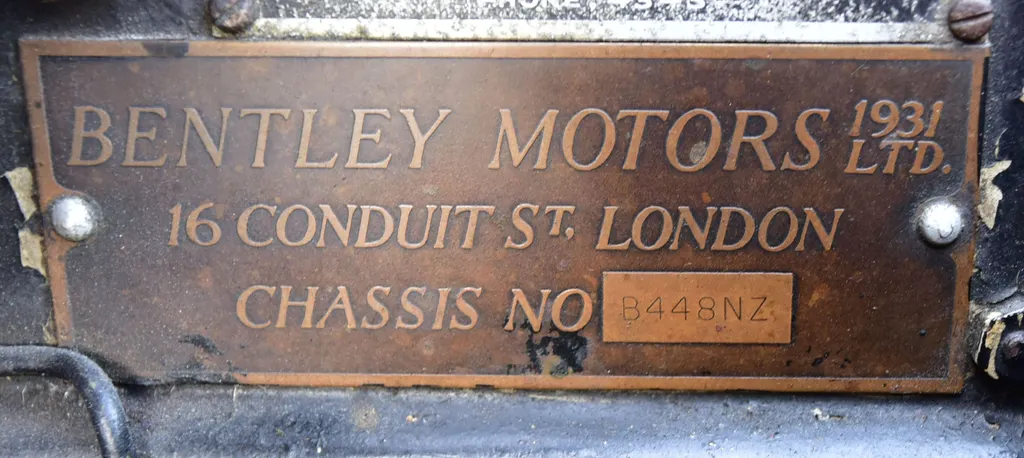 BENTLEY MOTORS 1931 LTD.
16 CONDUIT ST, LONDON
CHASSIS NO B448NZ